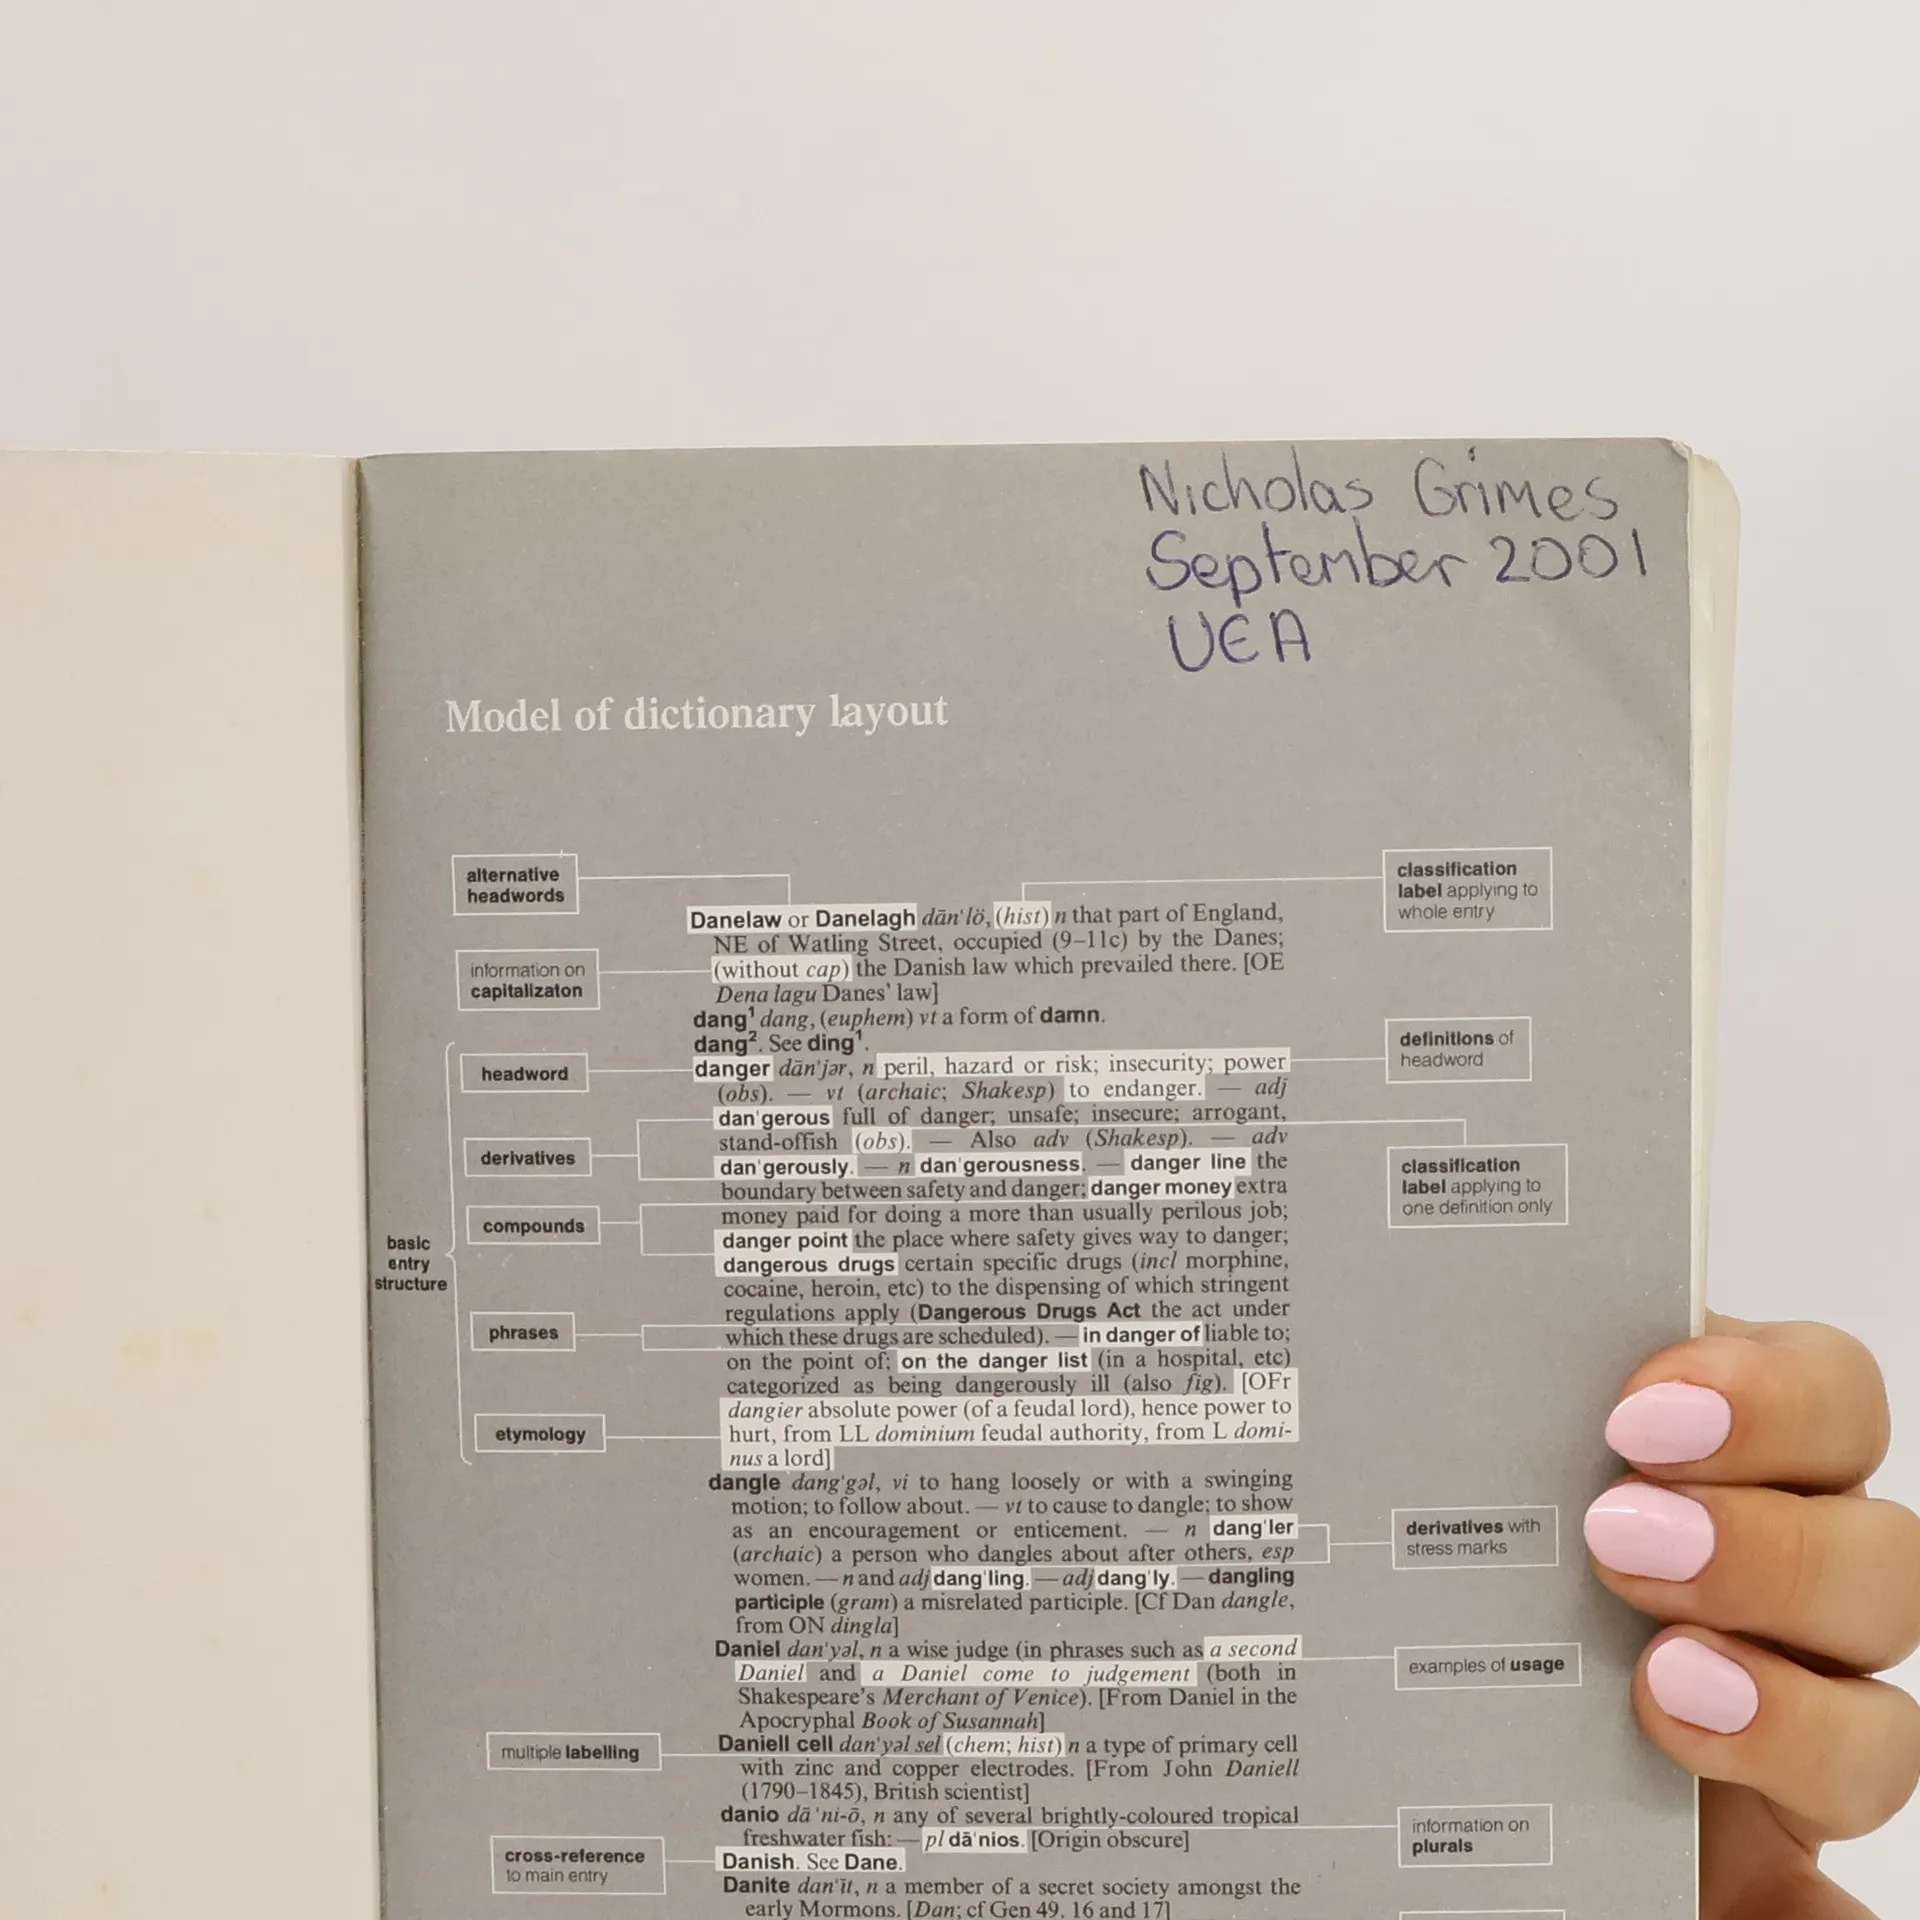 Nicholas Grimes
September 2001
UEA
Model of dictionary layout
alternative
headwords
classification
label applying to
whole entry
Danelaw or Danelagh dān'lö, (hist) n that part of England,
NE of Watling Street, occupied (9–11c) by the Danes;
(without cap) the Danish law which prevailed there. [OE
Dena lagu Danes' law]
information on
capitalizaton
dang¹ dang, (euphem) vt a form of damn.
dang². See ding¹.
basic
entry
structure
headword
definitions of
headword
danger dān'jər, n peril, hazard or risk; insecurity; power
(obs). — vt (archaic; Shakesp) to endanger. — adj
dan'gerous full of danger; unsafe; insecure; arrogant,
stand-offish (obs). — Also adv (Shakesp). — adv
dan'gerously. — n dan'gerousness. — danger line the
boundary between safety and danger; danger money extra
money paid for doing a more than usually perilous job;
danger point the place where safety gives way to danger;
dangerous drugs certain specific drugs (incl morphine,
cocaine, heroin, etc) to the dispensing of which stringent
regulations apply (Dangerous Drugs Act the act under
which these drugs are scheduled). — in danger of liable to;
on the point of; on the danger list (in a hospital, etc)
categorized as being dangerously ill (also fig). [OFr
dangier absolute power (of a feudal lord), hence power to
hurt, from LL dominium feudal authority, from L domi-
nus a lord]
derivatives
classification
label applying to
one definition only
compounds
phrases
etymology
dangle dang'gəl, vi to hang loosely or with a swinging
motion; to follow about. — vt to cause to dangle; to show
as an encouragement or enticement. — n dang'ler
(archaic) a person who dangles about after others, esp
women. — n and adj dang'ling. — adj dang'ly. — dangling
participle (gram) a misrelated participle. [Cf Dan dangle,
from ON dingla]
derivatives with
stress marks
Daniel dan'yəl, n a wise judge (in phrases such as a second
Daniel and a Daniel come to judgement (both in
Shakespeare's Merchant of Venice). [From Daniel in the
Apocryphal Book of Susannah]
examples of usage
multiple labelling
Daniell cell dan'yəl sel (chem; hist) n a type of primary cell
with zinc and copper electrodes. [From John Daniell
(1790–1845), British scientist]
danio dā'ni-ō, n any of several brightly-coloured tropical
freshwater fish: — pl dā'nios. [Origin obscure]
information on
plurals
cross-reference
to main entry
Danish. See Dane.
Danite dan'īt, n a member of a secret society amongst the
early Mormons. [Dan; cf Gen 49. 16 and 17]